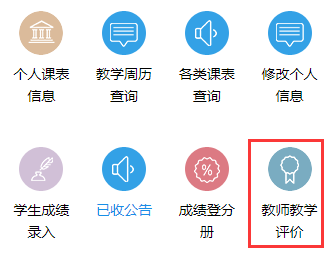 个人课表 教学周历 各类课表 修改个人
信息 查询 查询 信息
学生成绩 已收公告 成绩登分 教师教学
录入 册 评价